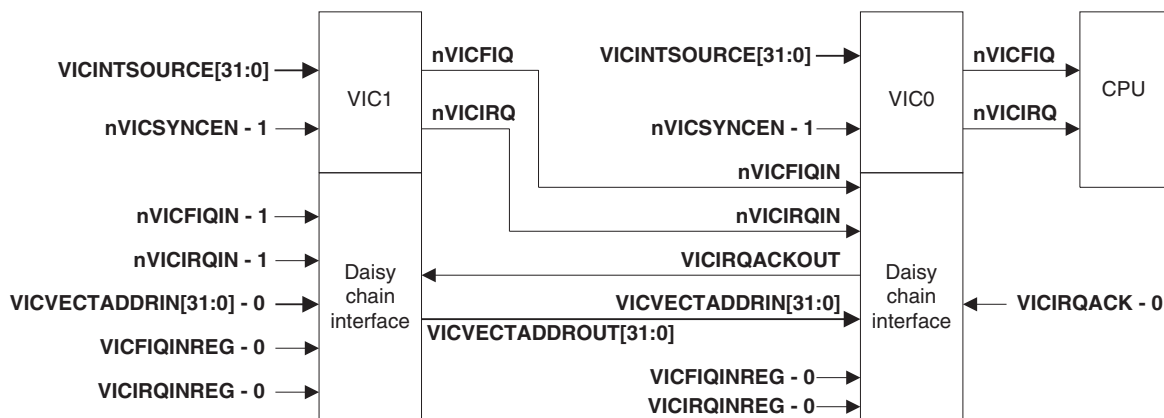 VICINTSOURCE[31:0]
nVICSYNCEN - 1
VIC1
nVICFIQ
nVICIRQ
VICINTSOURCE[31:0]
nVICSYNCEN - 1
VIC0
nVICFIQ
nVICIRQ
CPU
nVICFIQIN - 1
nVICIRQIN - 1
VICVECTADDRIN[31:0] - 0
VICFIQINREG - 0
VICIRQINREG - 0
Daisy
chain
interface
nVICFIQIN
nVICIRQIN
VICIRQACKOUT
VICVECTADDRIN[31:0]
VICVECTADDROUT[31:0]
VICFIQINREG - 0
VICIRQINREG - 0
Daisy
chain
interface
VICIRQACK - 0